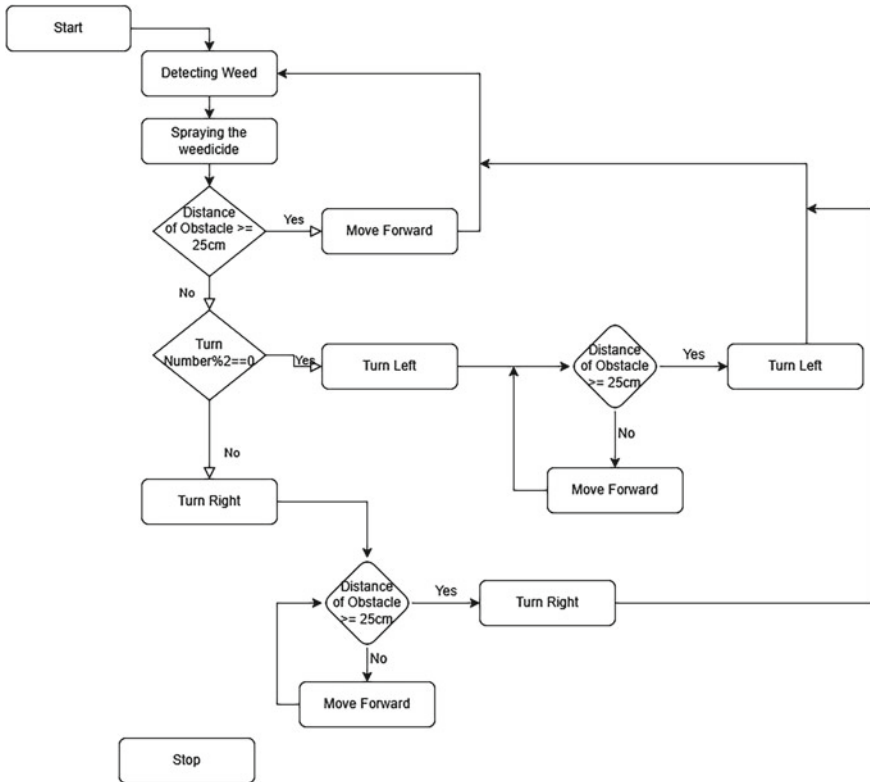 Start
Detecting Weed
Spraying the
weedicide
Distance
of Obstacle >=
25cm
Yes
Move Forward
No
Turn
Number%2==0
Yes
Turn Left
Distance
of Obstacle
>= 25cm
Yes
Turn Left
No
Move Forward
No
Turn Right
Distance
of Obstacle
>= 25cm
Yes
Turn Right
No
Move Forward
Stop